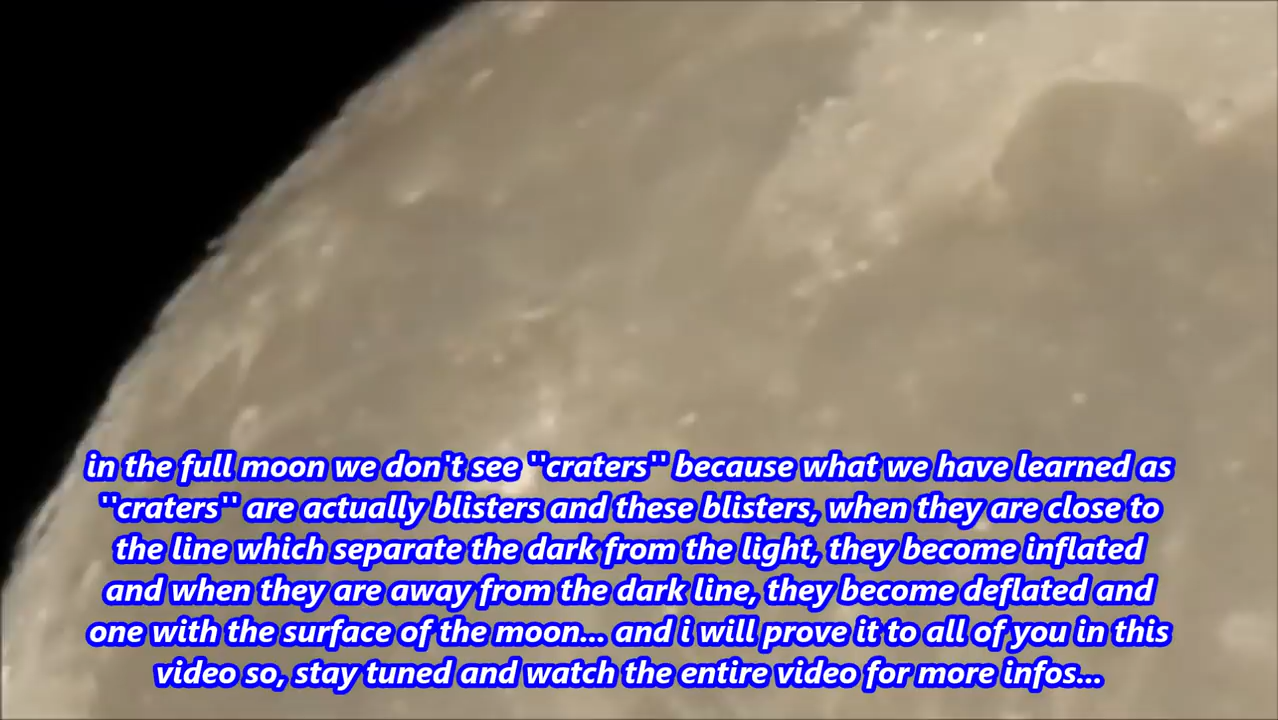 in the full moon we don't see ''craters'' because what we have learned as
''craters'' are actually blisters and these blisters, when they are close to
the line which separate the dark from the light, they become inflated
and when they are away from the dark line, they become deflated and
one with the surface of the moon... and i will prove it to all of you in this
video so, stay tuned and watch the entire video for more infos...